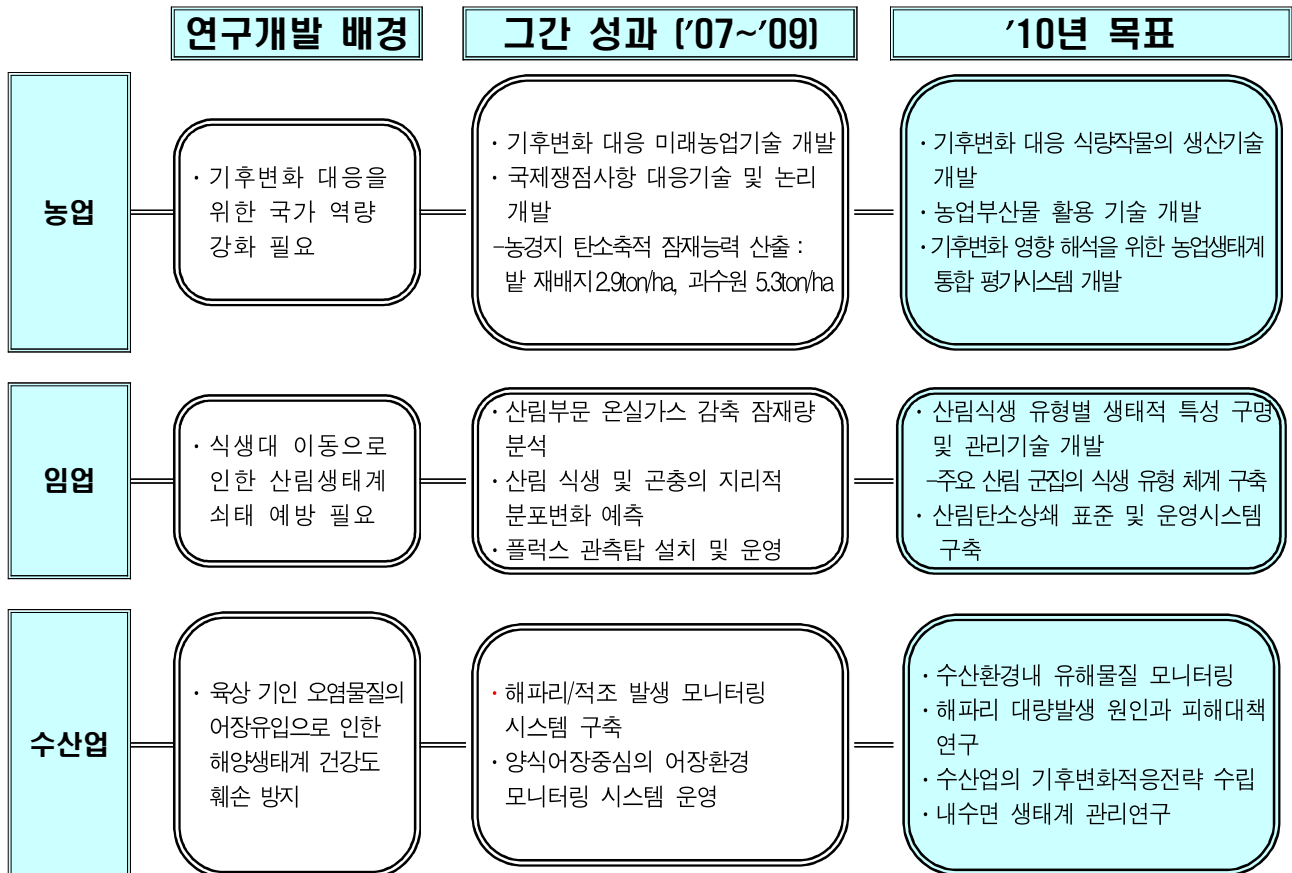 연구개발 배경
그간 성과 ('07~'09)
'10년 목표
농업
· 기후변화 대응을
위한 국가 역량
강화 필요
· 기후변화 대응 미래농업기술 개발
· 국제쟁점사항 대응기술 및 논리
개발
-농경지 탄소축적 잠재능력 산출 :
밭 재배지 2.9ton/ha, 과수원 5.3ton/ha
· 기후변화 대응 식량작물의 생산기술
개발
· 농업부산물 활용 기술 개발
· 기후변화 영향 해석을 위한 농업생태계
통합 평가시스템 개발
임업
· 식생대 이동으로
인한 산림생태계
쇠태 예방 필요
· 산림부문 온실가스 감축 잠재량
분석
· 산림 식생 및 곤충의 지리적
분포변화 예측
· 플럭스 관측탑 설치 및 운영
· 산림식생 유형별 생태적 특성 구명
및 관리기술 개발
-주요 산림 군집의 식생 유형 체계 구축
· 산림탄소상쇄 표준 및 운영시스템
구축
수산업
· 육상 기인 오염물질의
어장유입으로 인한
해양생태계 건강도
훼손 방지
· 해파리/적조 발생 모니터링
시스템 구축
· 양식어장중심의 어장환경
모니터링 시스템 운영
· 수산환경내 유해물질 모니터링
· 해파리 대량발생 원인과 피해대책
연구
· 수산업의 기후변화적응전략 수립
· 내수면 생태계 관리연구